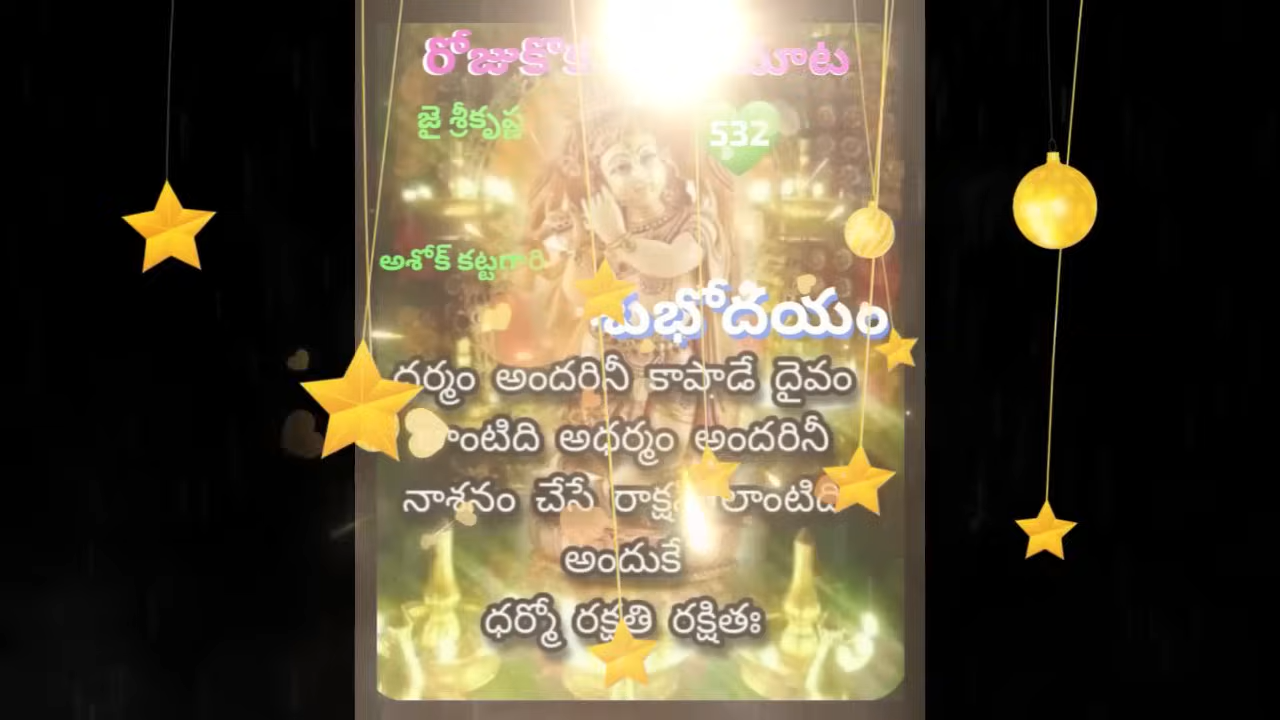 రోజుకొక మాట
జై శ్రీకృష్ణ
532
అశోక్ కట్టగారి
శుభోదయం
ధర్మం అందరినీ కాపాడే దైవం
లాంటిది అధర్మం అందరినీ
నాశనం చేసే లాంటిది
అందుకే
ధర్మో రక్షతి రక్షితః